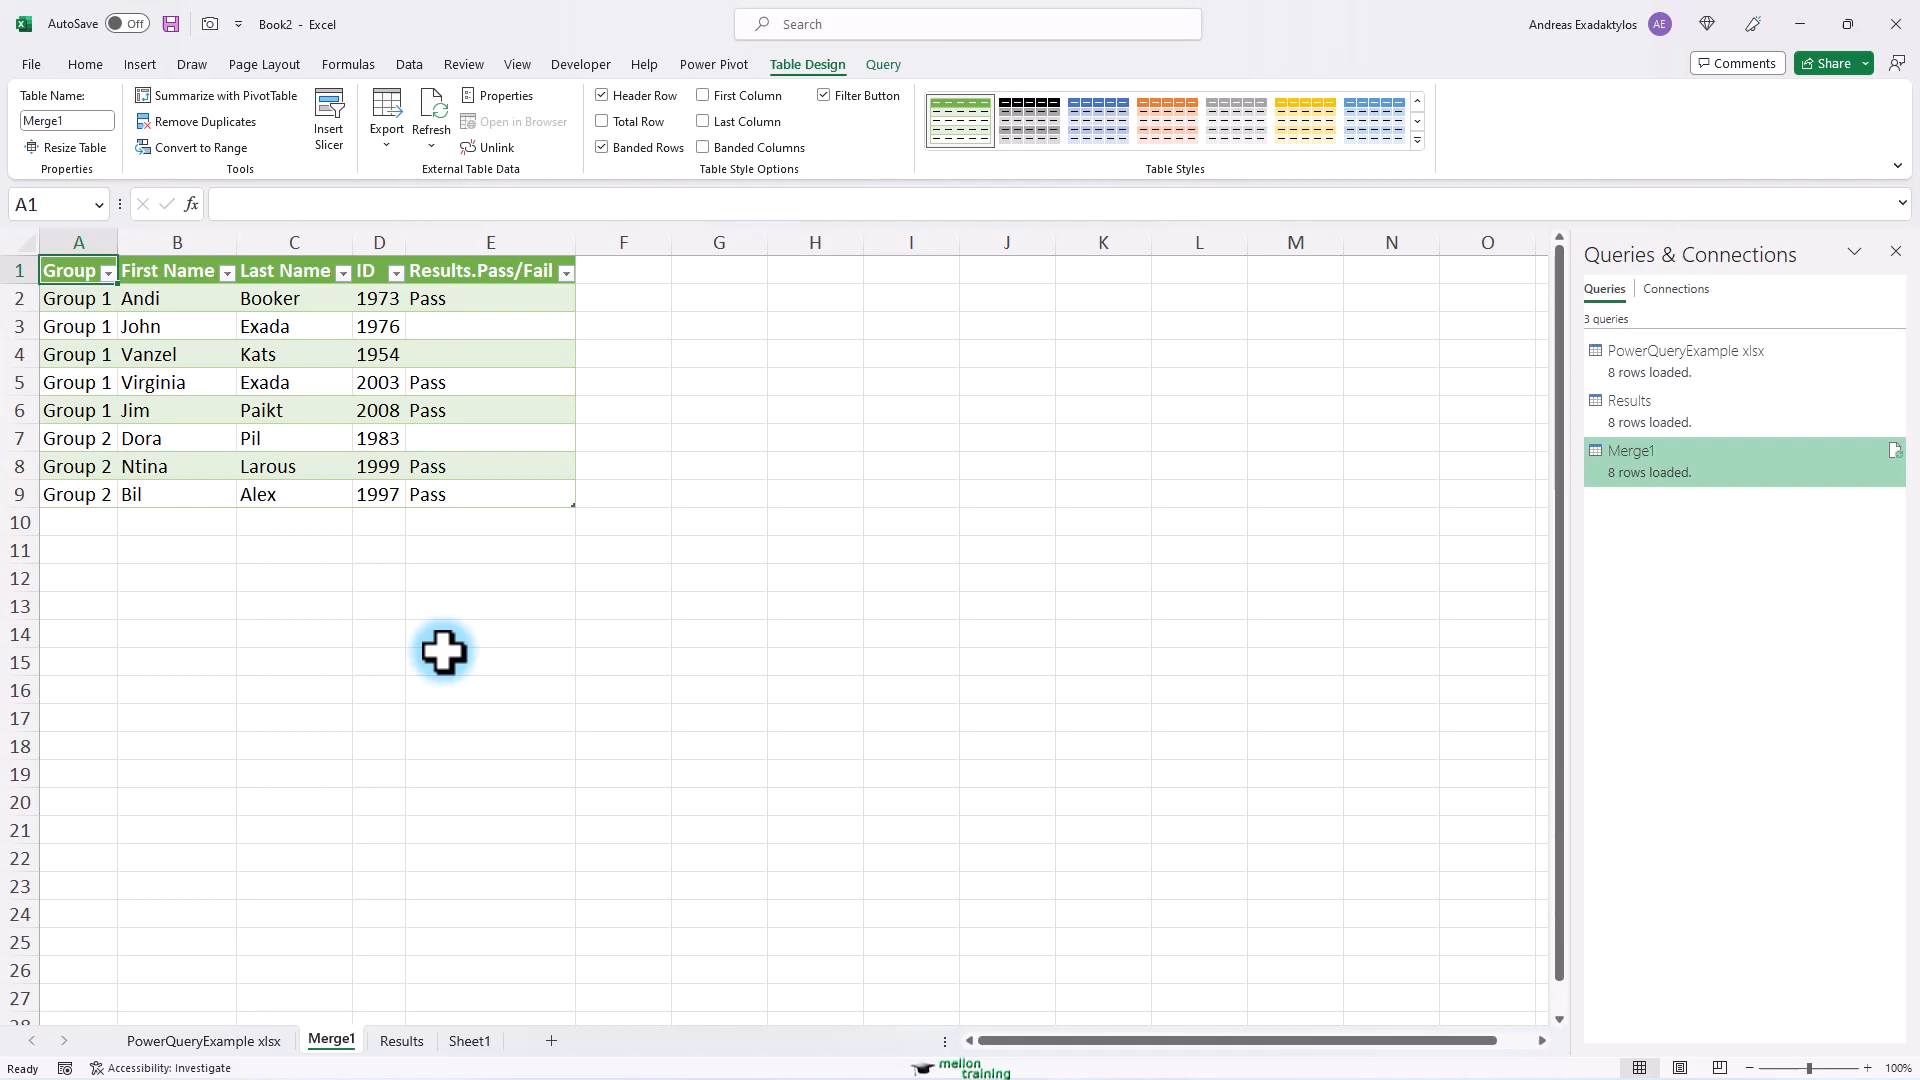 AutoSave Off Book2 - Excel Search Andreas Exadaktylos AE
File Home Insert Draw Page Layout Formulas Data Review View Developer Help Power Pivot Table Design Query Comments Share
Table Name:
Merge1
Resize Table
Properties
Summarize with PivotTable
Remove Duplicates
Convert to Range
Insert
Slicer
Tools
Export
Refresh
Properties
Open in Browser
Unlink
External Table Data
Header Row First Column Filter Button
Total Row Last Column
Banded Rows Banded Columns
Table Style Options
Table Styles
A1 fx
A B C D E F G H I J K L M N O
1 Group First Name Last Name ID Results.Pass/Fail
2 Group 1 Andi Booker 1973 Pass
3 Group 1 John Exada 1976
4 Group 1 Vanzel Kats 1954
5 Group 1 Virginia Exada 2003 Pass
6 Group 1 Jim Paikt 2008 Pass
7 Group 2 Dora Pil 1983
8 Group 2 Ntina Larous 1999 Pass
9 Group 2 Bil Alex 1997 Pass
10
11
12
13
14
15
16
17
18
19
20
21
22
23
24
25
26
27
28
Queries & Connections
Queries Connections
3 queries
PowerQueryExample xlsx
8 rows loaded.
Results
8 rows loaded.
Merge1
8 rows loaded.
PowerQueryExample xlsx Merge1 Results Sheet1
Ready Accessibility: Investigate 100%
mellon
training